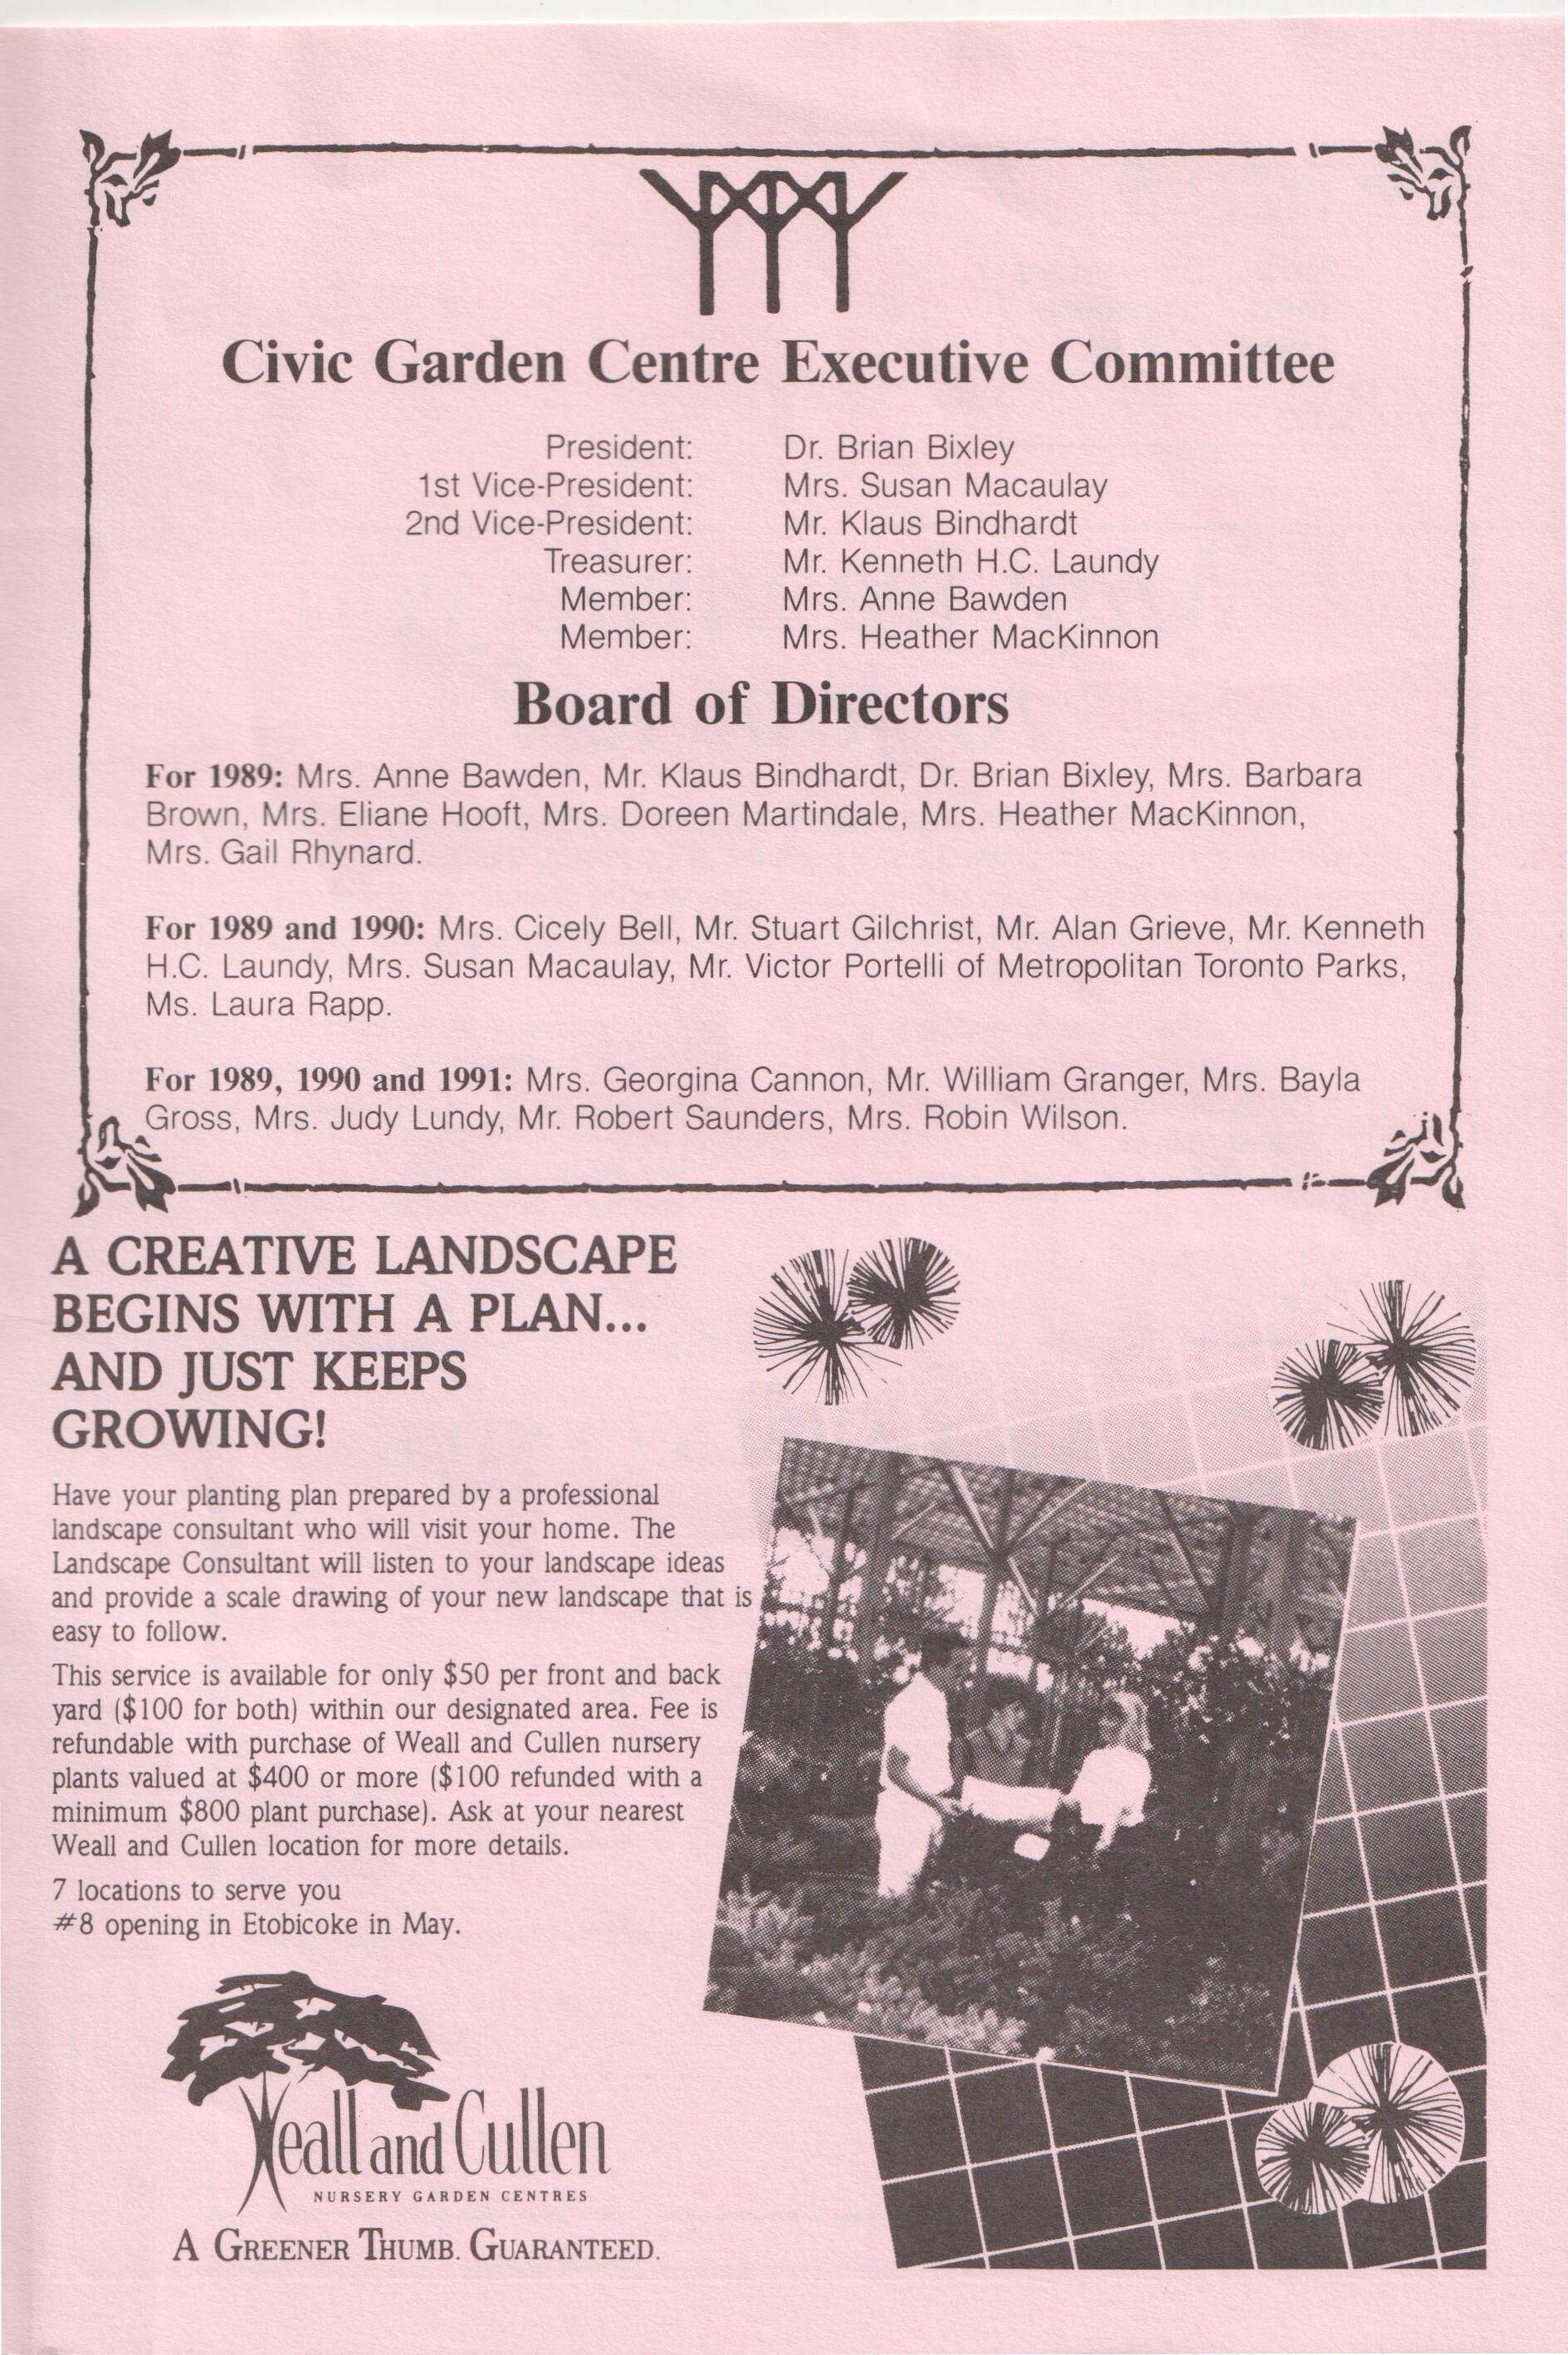 Civic Garden Centre Executive Committee
President: Dr. Brian Bixley
1st Vice-President: Mrs. Susan Macaulay
2nd Vice-President: Mr. Klaus Bindhardt
Treasurer: Mr. Kenneth H.C. Laundy
Member: Mrs. Anne Bawden
Member: Mrs. Heather MacKinnon
Board of Directors
For 1989: Mrs. Anne Bawden, Mr. Klaus Bindhardt, Dr. Brian Bixley, Mrs. Barbara
Brown, Mrs. Eliane Hooft, Mrs. Doreen Martindale, Mrs. Heather MacKinnon,
Mrs. Gail Rhynard.
For 1989 and 1990: Mrs. Cicely Bell, Mr. Stuart Gilchrist, Mr. Alan Grieve, Mr. Kenneth
H.C. Laundy, Mrs. Susan Macaulay, Mr. Victor Portelli of Metropolitan Toronto Parks,
Ms. Laura Rapp.
For 1989, 1990 and 1991: Mrs. Georgina Cannon, Mr. William Granger, Mrs. Bayla
Gross, Mrs. Judy Lundy, Mr. Robert Saunders, Mrs. Robin Wilson.
A CREATIVE LANDSCAPE
BEGINS WITH A PLAN...
AND JUST KEEPS
GROWING!
Have your planting plan prepared by a professional
landscape consultant who will visit your home. The
Landscape Consultant will listen to your landscape ideas
and provide a scale drawing of your new landscape that is
easy to follow.
This service is available for only $50 per front and back
yard ($100 for both) within our designated area. Fee is
refundable with purchase of Weall and Cullen nursery
plants valued at $400 or more ($100 refunded with a
minimum $800 plant purchase). Ask at your nearest
Weall and Cullen location for more details.
7 locations to serve you
#8 opening in Etobicoke in May.
Weall and Cullen
NURSERY GARDEN CENTRES
A GREENER THUMB. GUARANTEED.